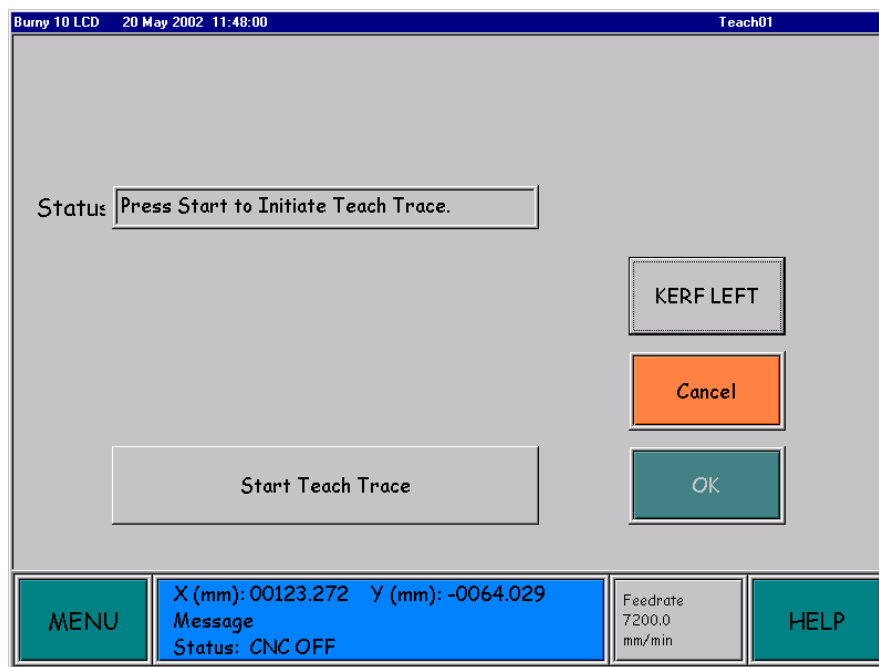 Burny 10 LCD 20 May 2002 11:48:00 Teach01
Status Press Start to Initiate Teach Trace.
KERF LEFT
Cancel
Start Teach Trace OK
MENU
X (mm): 00123.272 Y (mm): -0064.029
Message
Status: CNC OFF
Feedrate
7200.0
mm/min
HELP